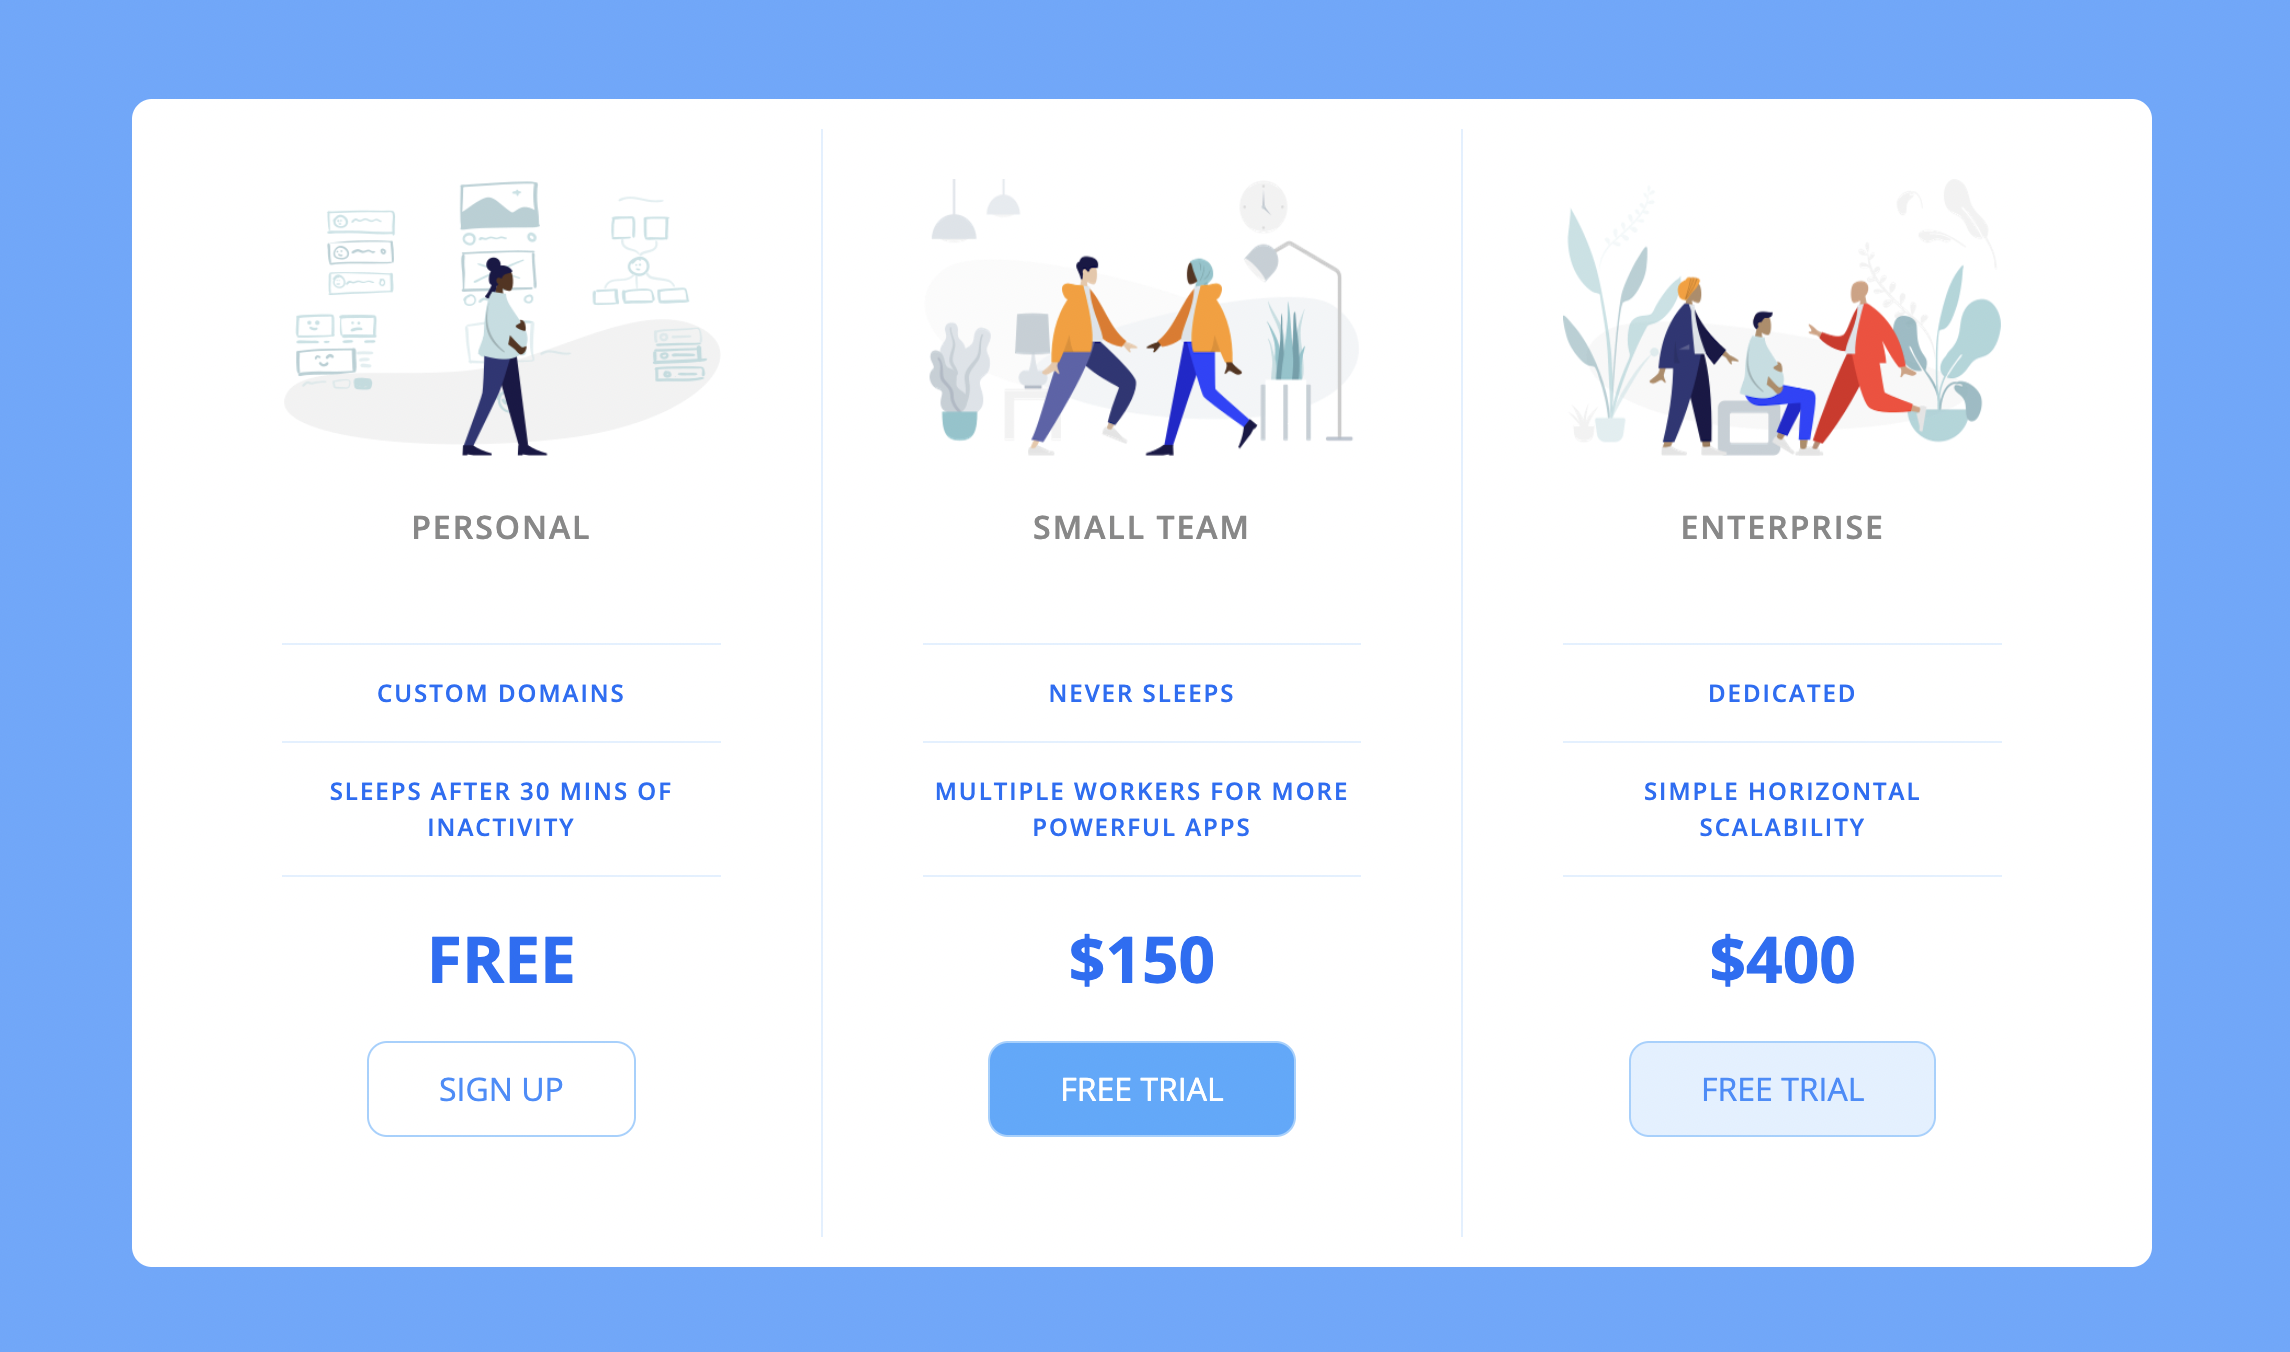 PERSONAL
CUSTOM DOMAINS
SLEEPS AFTER 30 MINS OF
INACTIVITY
FREE
SIGN UP
SMALL TEAM
NEVER SLEEPS
MULTIPLE WORKERS FOR MORE
POWERFUL APPS
$150
FREE TRIAL
ENTERPRISE
DEDICATED
SIMPLE HORIZONTAL
SCALABILITY
$400
FREE TRIAL